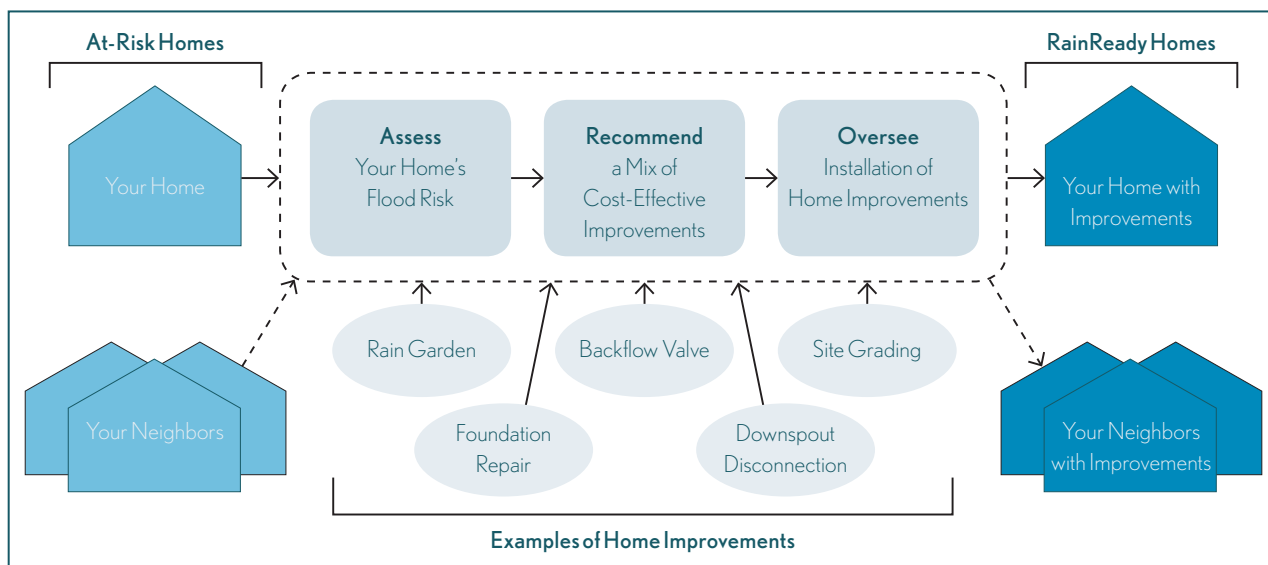 At-Risk Homes
RainReady Homes
Your Home
Assess
Your Home's
Flood Risk
Recommend
a Mix of
Cost-Effective
Improvements
Oversee
Installation of
Home Improvements
Your Home with
Improvements
Your Neighbors
Rain Garden
Backflow Valve
Site Grading
Foundation
Repair
Downspout
Disconnection
Your Neighbors
with Improvements
Examples of Home Improvements